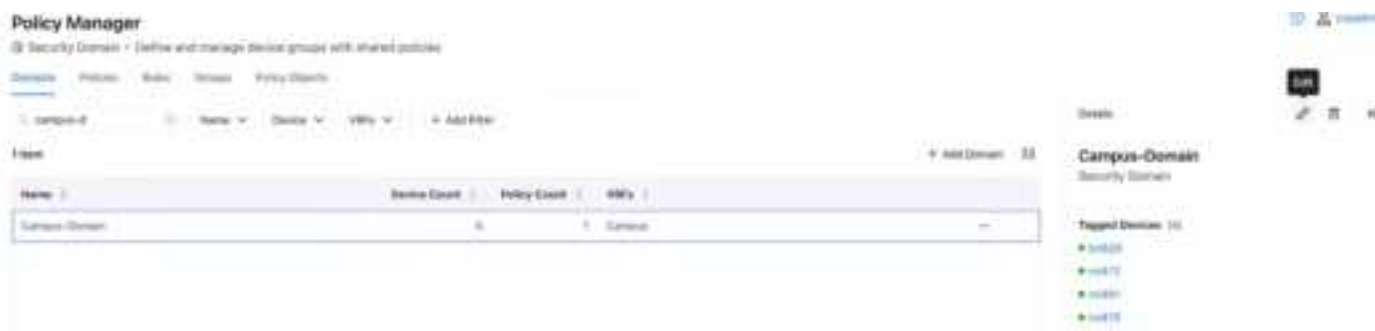 Policy Manager
Security Domain • Define and manage device groups with shared policies
Domains Policies Rules Groups Policy Objects
campus-d Name Device VRFs + Add Filter
1 item
+ Add Domain
Name Device Count Policy Count VRFs
Campus-Domain 1 Campus
Edit
Details
Campus-Domain
Security Domain
Tagged Devices